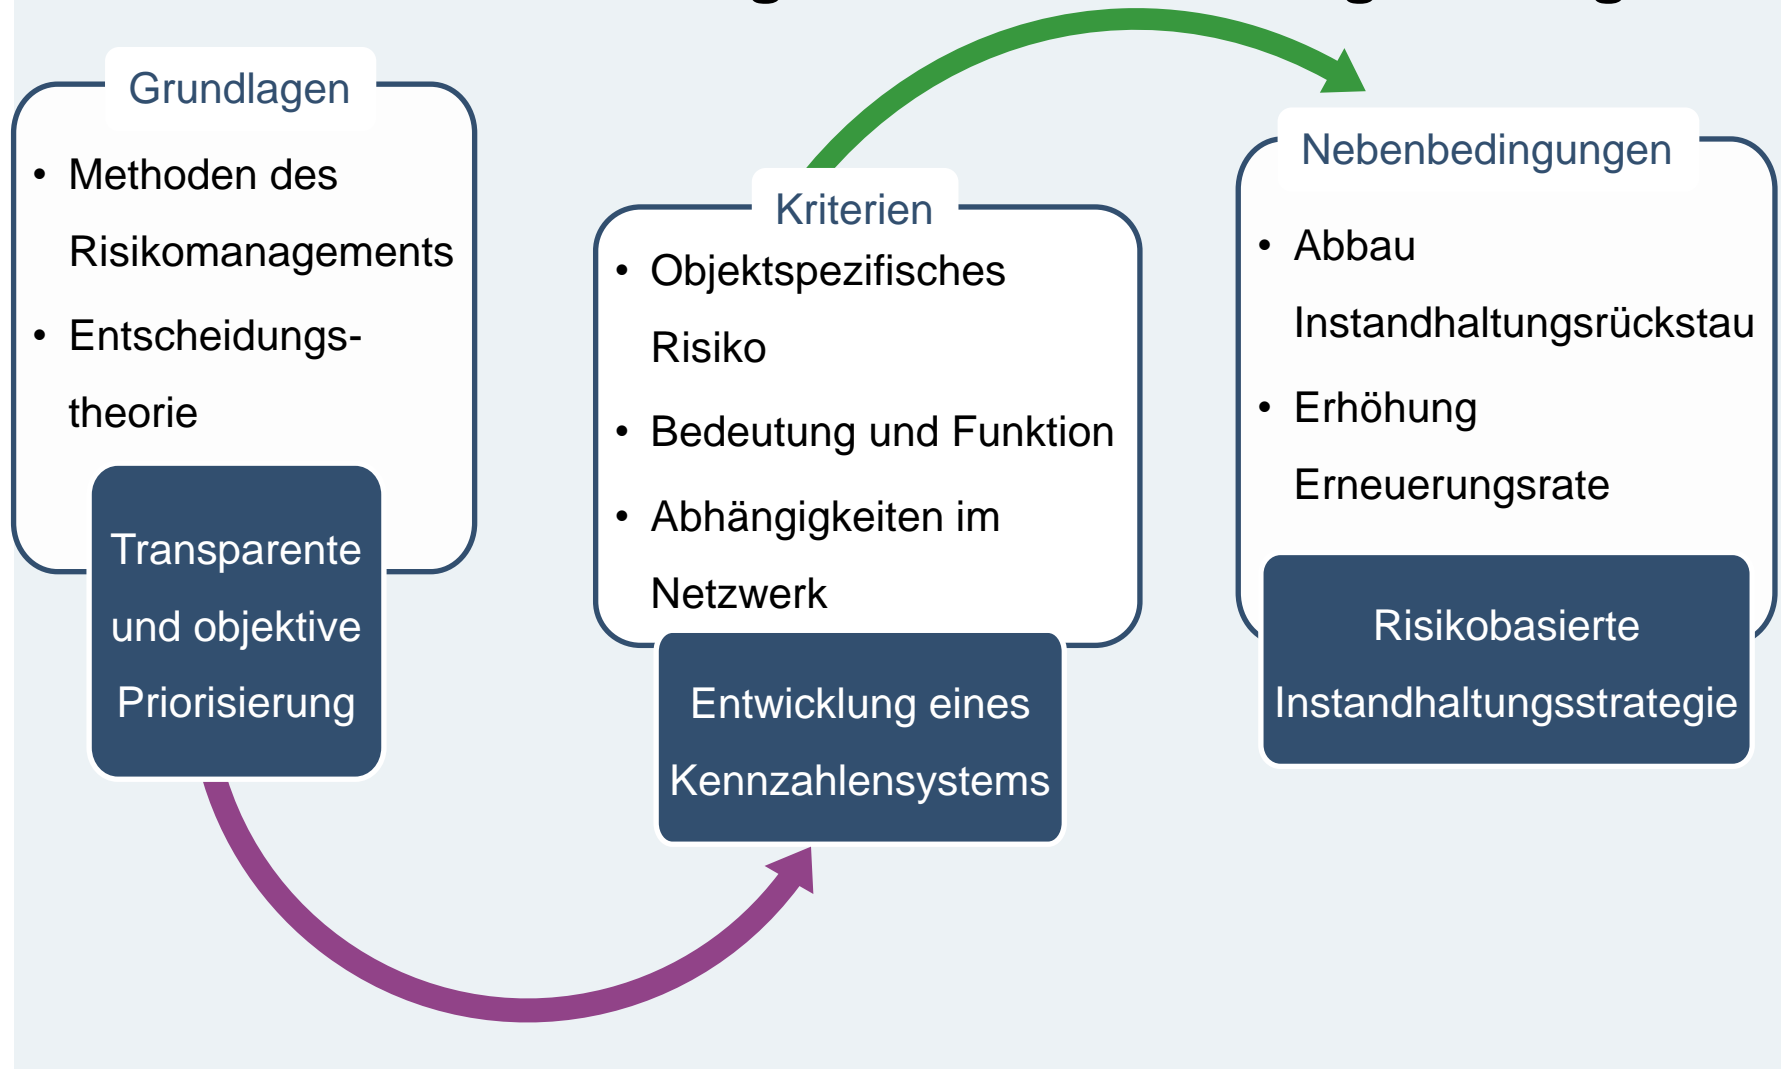 Grundlagen
• Methoden des
Risikomanagements
• Entscheidungs-
theorie
Transparente
und objektive
Priorisierung
Kriterien
• Objektspezifisches
Risiko
• Bedeutung und Funktion
• Abhängigkeiten im
Netzwerk
Entwicklung eines
Kennzahlensystems
Nebenbedingungen
• Abbau
Instandhaltungsrückstau
• Erhöhung
Erneuerungsrate
Risikobasierte
Instandhaltungsstrategie